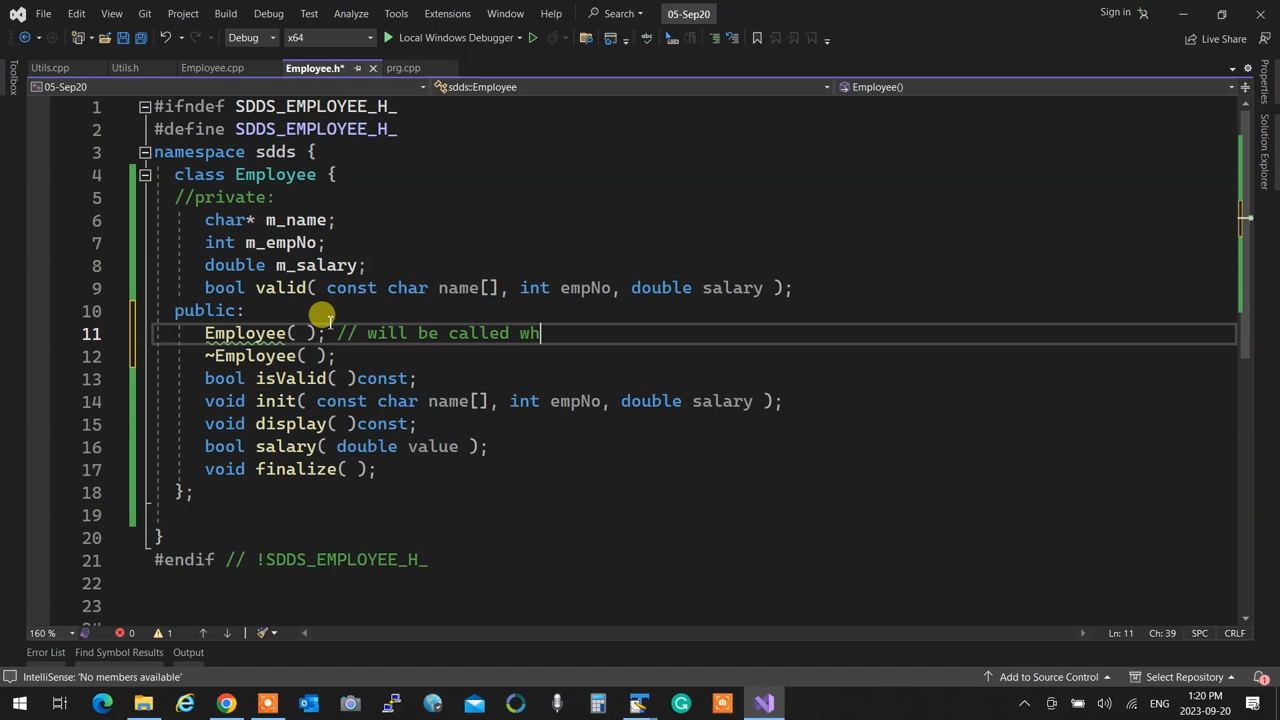 File Edit View Git Project Build Debug Test Analyze Tools Extensions Window Help Search 05-Sep20 Sign in
Debug x64 Local Windows Debugger Live Share
Toolbox
Utils.cpp Utils.h Employee.cpp Employee.h* prg.cpp
05-Sep20 sdds::Employee Employee()
Properties
Solution Explorer
1 #ifndef SDDS_EMPLOYEE_H_
2 #define SDDS_EMPLOYEE_H_
3 namespace sdds {
4 class Employee {
5 //private:
6 char* m_name;
7 int m_empNo;
8 double m_salary;
9 bool valid( const char name[], int empNo, double salary );
10 public:
11 Employee( ); // will be called wh
12 ~Employee( );
13 bool isValid( )const;
14 void init( const char name[], int empNo, double salary );
15 void display( )const;
16 bool salary( double value );
17 void finalize( );
18 };
19
20 }
21 #endif // !SDDS_EMPLOYEE_H_
22
23
160 % 0 1 Ln: 11 Ch: 39 SPC CRLF
Error List Find Symbol Results Output
IntelliSense: 'No members available' Add to Source Control Select Repository 1
1:20 PM
2023-09-20